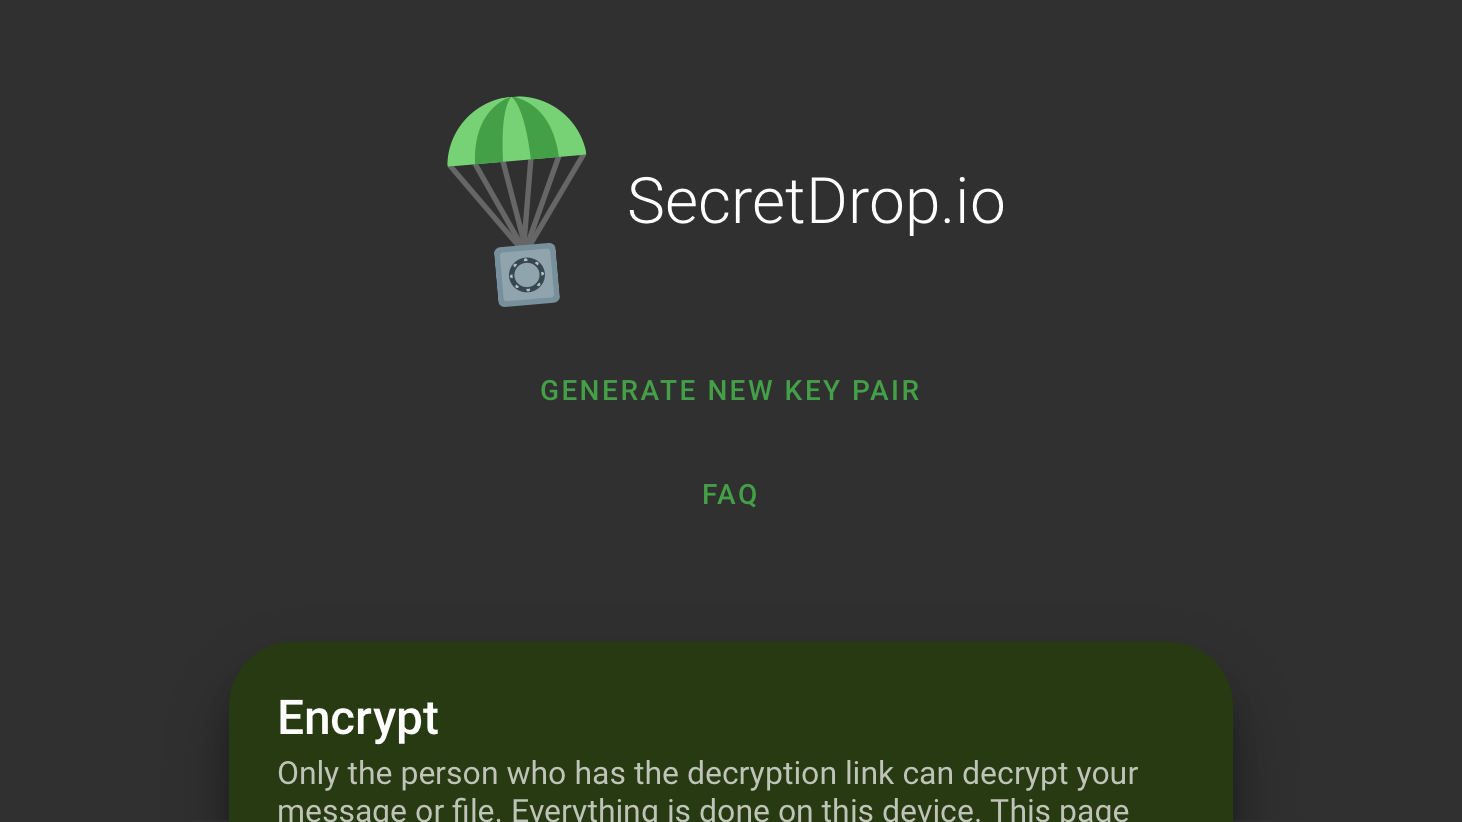 SecretDrop.io
GENERATE NEW KEY PAIR
FAQ
Encrypt
Only the person who has the decryption link can decrypt your
message or file. Everything is done on this device. This page